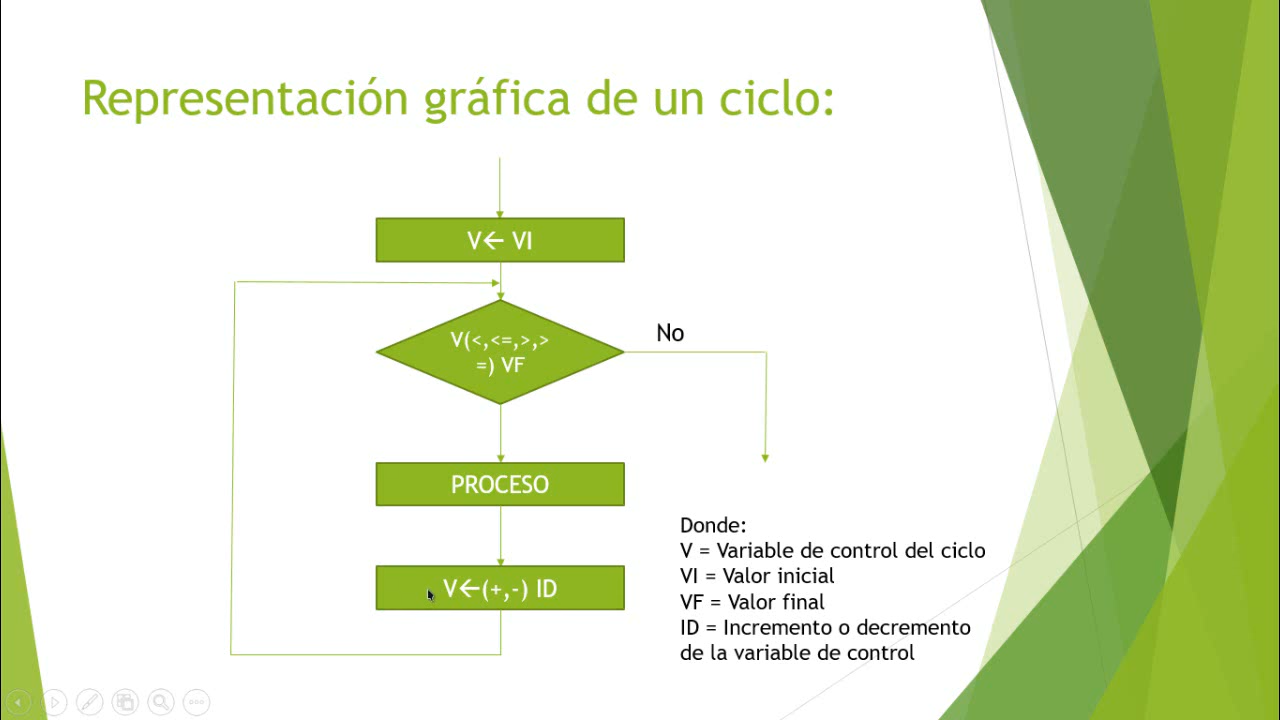 Representación gráfica de un ciclo:
V← VI
V(<,<=,>,>
=) VF
No
PROCESO
V←(+,-) ID
Donde:
V = Variable de control del ciclo
VI = Valor inicial
VF = Valor final
ID = Incremento o decremento
de la variable de control